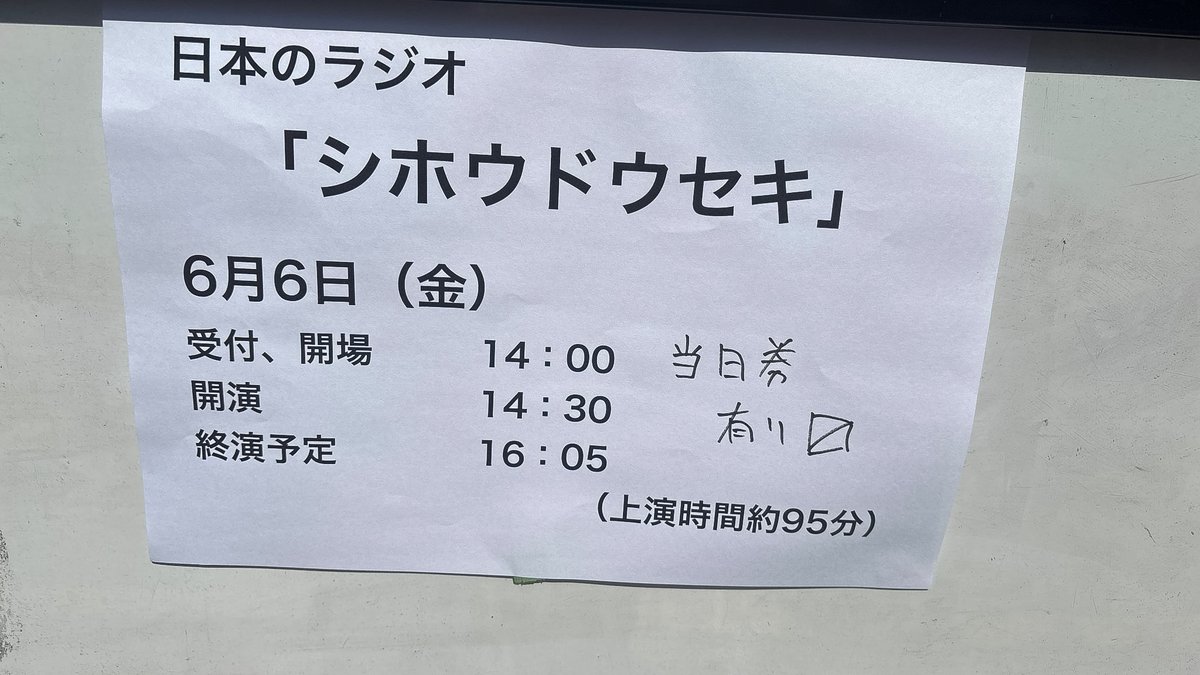 日本のラジオ
「シホウドウセキ」
6月6日（金）
受付、開場 14：00 当日券
開演 14：30 有り
終演予定 16：05
（上演時間約95分）